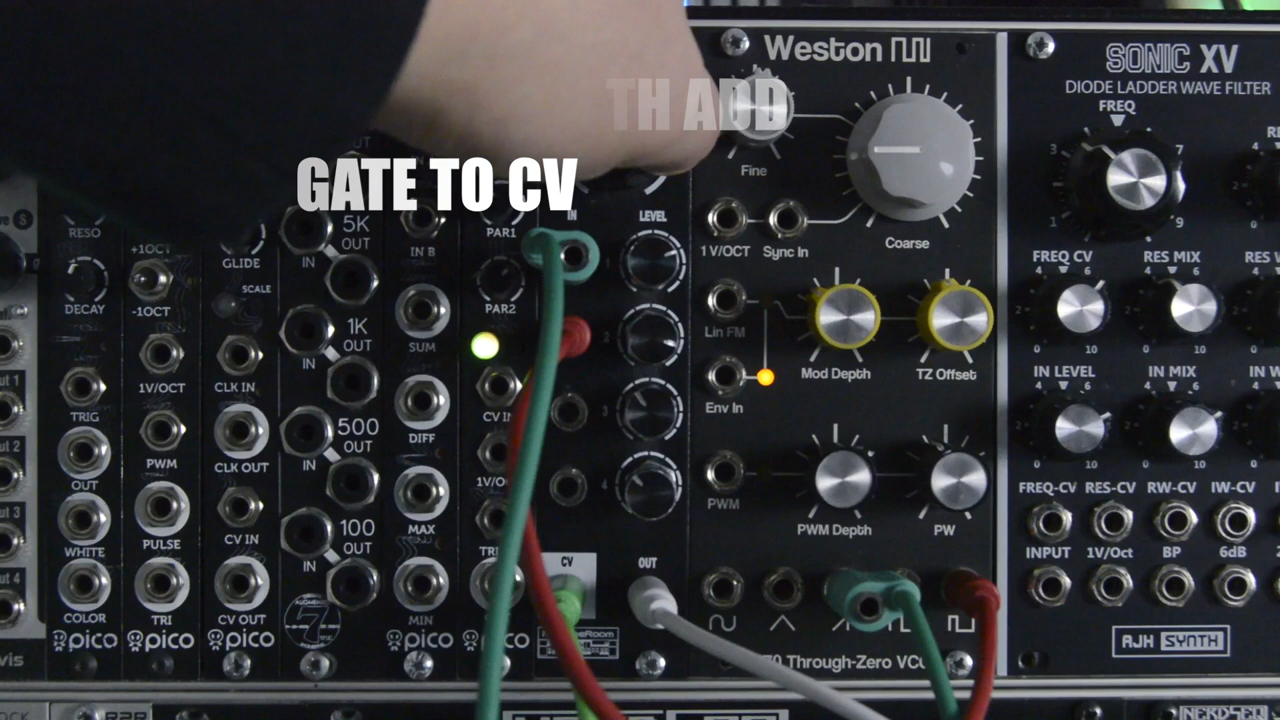 TH ADD
GATE TO CV
Weston
SONIC XV
DIODE LADDER WAVE FILTER
FREQ
3 7
1 9
Fine
Coarse
1 V/OCT Sync In
Lin FM
Env In
Mod Depth TZ Offset
PWM
PWM Depth PW
Through-Zero VCO
FREQ CV RES MIX
IN LEVEL IN MIX
FREQ-CV RES-CV RW-CV IW-CV
INPUT 1V/Oct BP 6dB
AJH SYNTH
RESO
DECAY
TRIG
OUT
WHITE
COLOR
pico
+1OCT
-1OCT
1V/OCT
PWM
PULSE
TRI
pico
GLIDE
SCALE
CLK IN
CLK OUT
CV IN
CV OUT
pico
5K
OUT
IN
1K
OUT
IN
500
OUT
IN
100
OUT
IN
IN B
SUM
DIFF
MAX
MIN
pico
PAR1
PAR2
CV IN
IN
LEVEL
CV
OUT
NERDSEQ